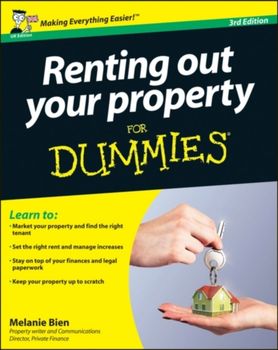 Making Everything Easier!™
UK Edition
3rd Edition
Renting out
your property
FOR
DUMMIES®
Learn to:
• Market your property and find the right
tenant
• Set the right rent and manage increases
• Stay on top of your finances and legal
paperwork
• Keep your property up to scratch
Melanie Bien
Property writer and Communications
Director, Private Finance